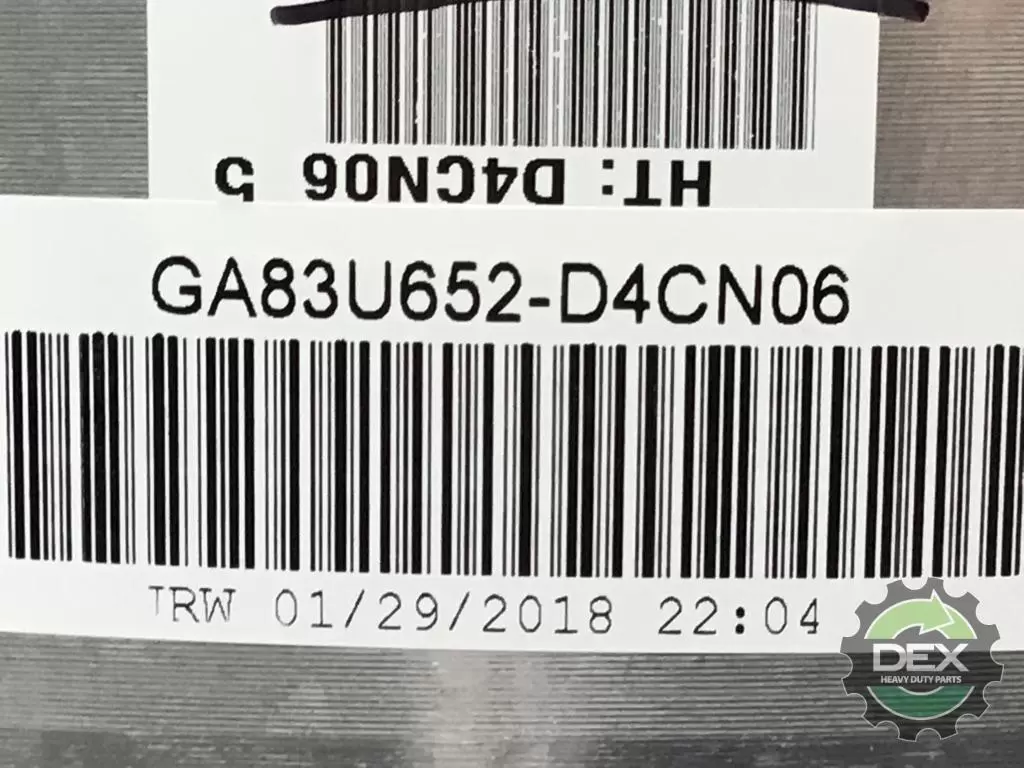 HT: D4CN06 5
GA83U652-D4CN06
TRW 01/29/2018 22:04
DEX
HEAVY DUTY PARTS